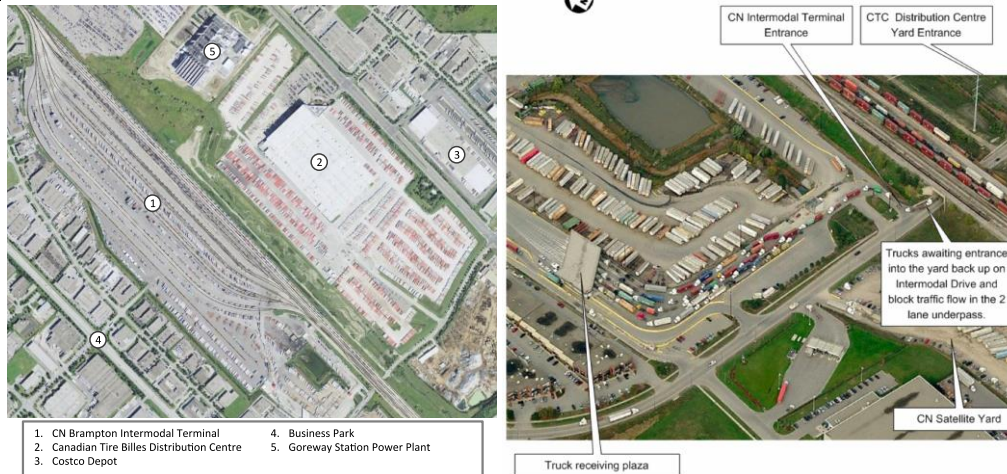 5
2
3
1
4
1. CN Brampton Intermodal Terminal
2. Canadian Tire Billes Distribution Centre
3. Costco Depot
4. Business Park
5. Goreway Station Power Plant
CN Intermodal Terminal
Entrance
CTC Distribution Centre
Yard Entrance
Trucks awaiting entrance
into the yard back up on
Intermodal Drive and
block traffic flow in the 2
lane underpass.
CN Satellite Yard
Truck receiving plaza